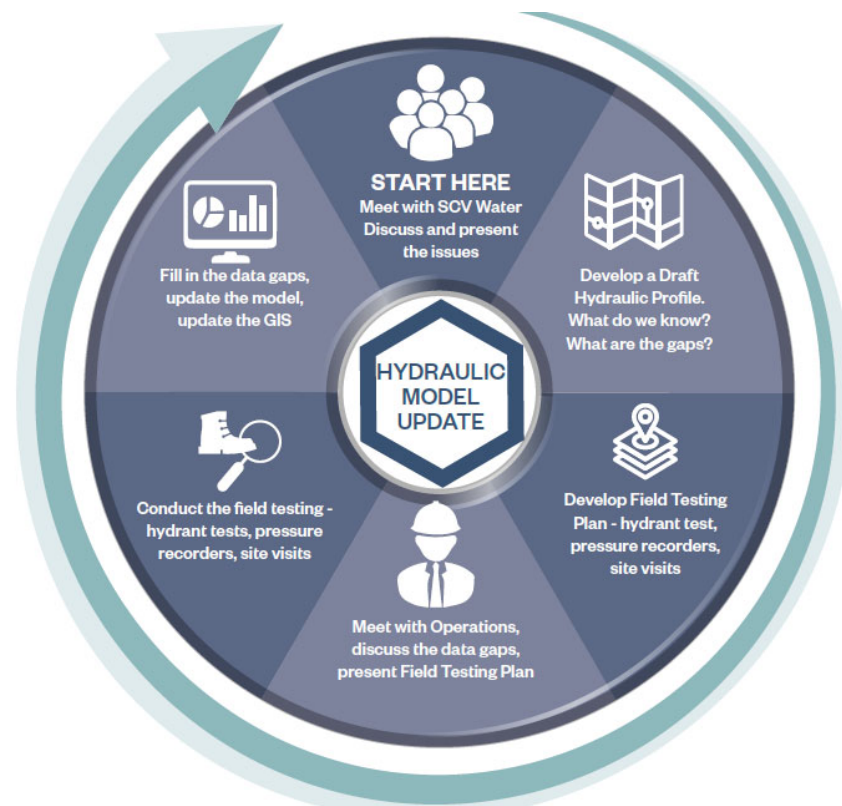 START HERE
Meet with SCV Water
Discuss and present
the issues
Develop a Draft
Hydraulic Profile.
What do we know?
What are the gaps?
Develop Field Testing
Plan - hydrant test,
pressure recorders,
site visits
Meet with Operations,
discuss the data gaps,
present Field Testing Plan
Conduct the field testing -
hydrant tests, pressure
recorders, site visits
Fill in the data gaps,
update the model,
update the GIS
HYDRAULIC
MODEL
UPDATE